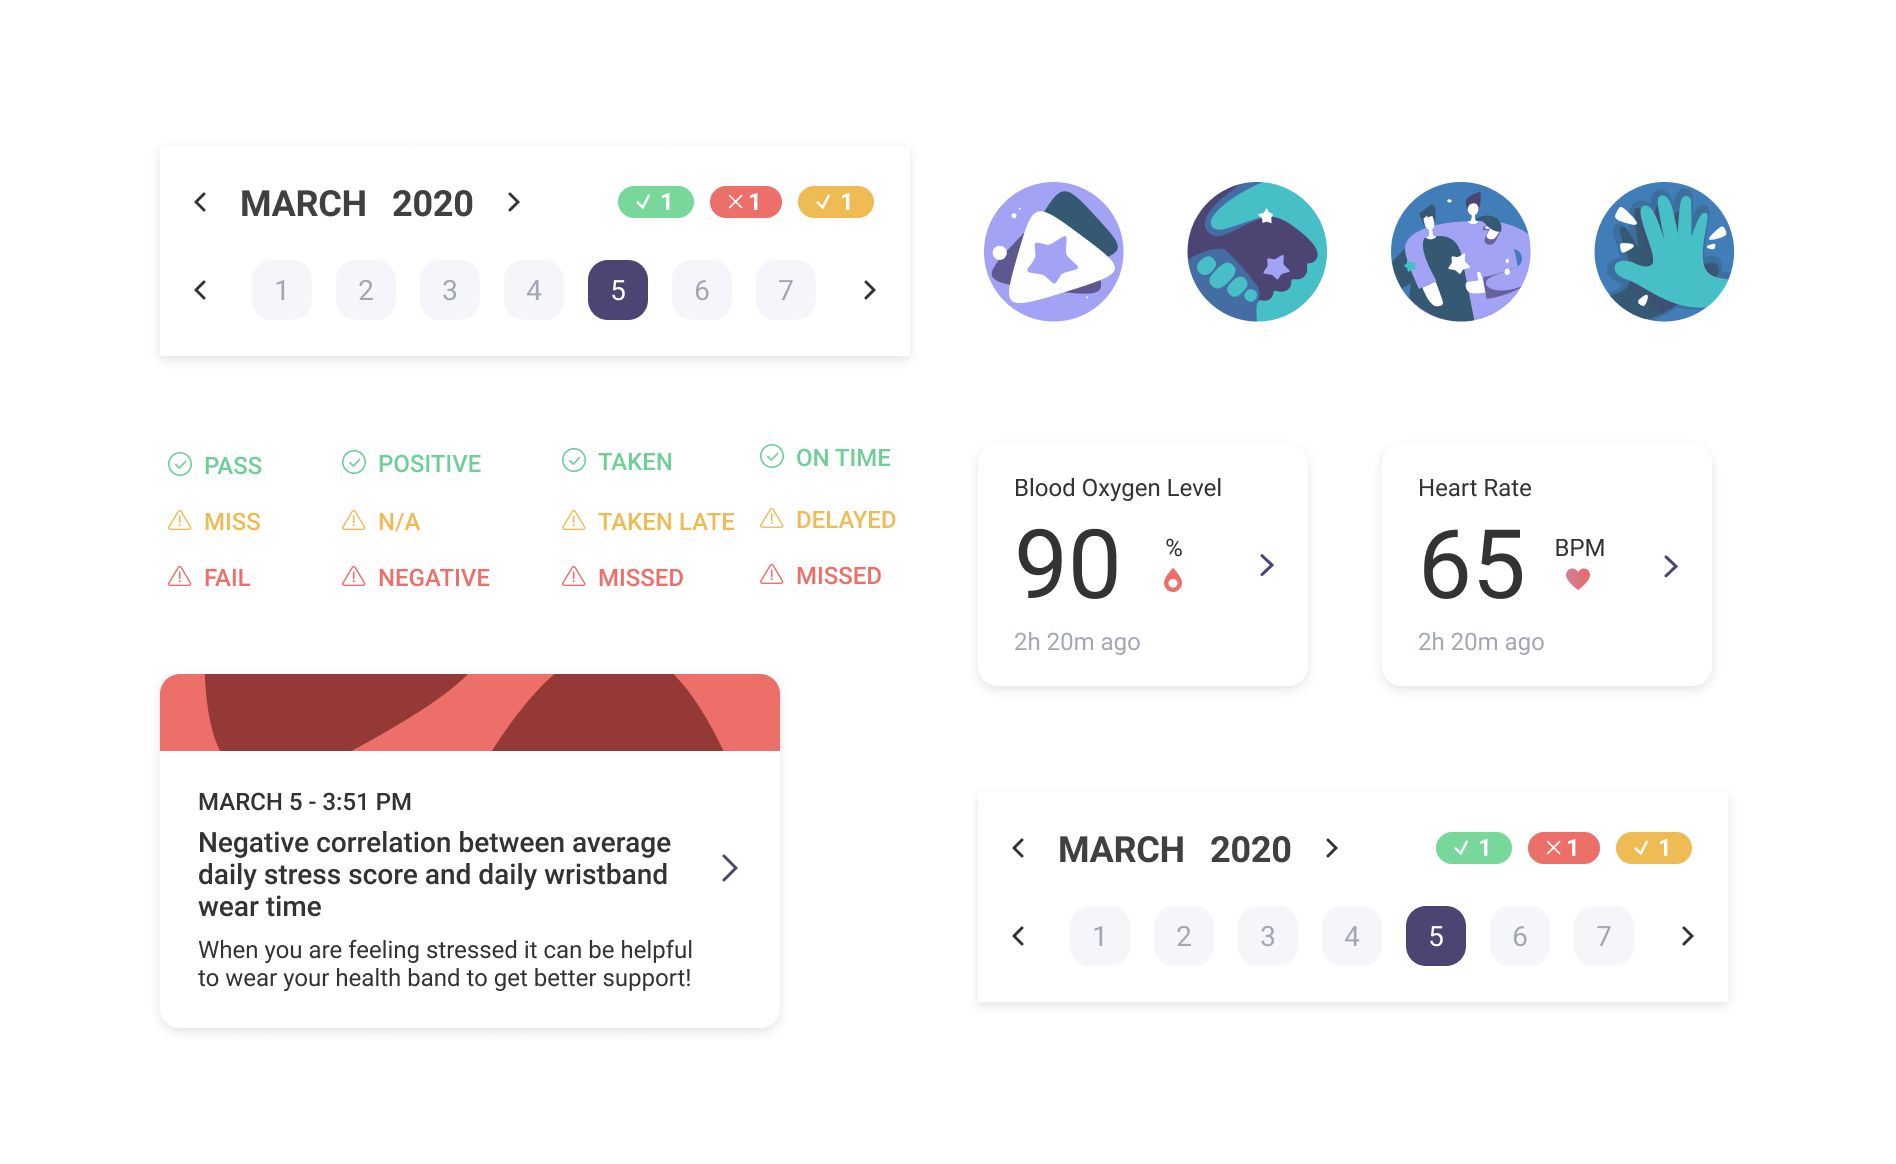 MARCH 2020
1 1 1
1 2 3 4 5 6 7
PASS POSITIVE TAKEN ON TIME
MISS N/A TAKEN LATE DELAYED
FAIL NEGATIVE MISSED MISSED
Blood Oxygen Level
90 %
2h 20m ago
Heart Rate
65 BPM
2h 20m ago
MARCH 5 - 3:51 PM
Negative correlation between average
daily stress score and daily wristband
wear time
When you are feeling stressed it can be helpful
to wear your health band to get better support!
MARCH 2020
1 1 1
1 2 3 4 5 6 7